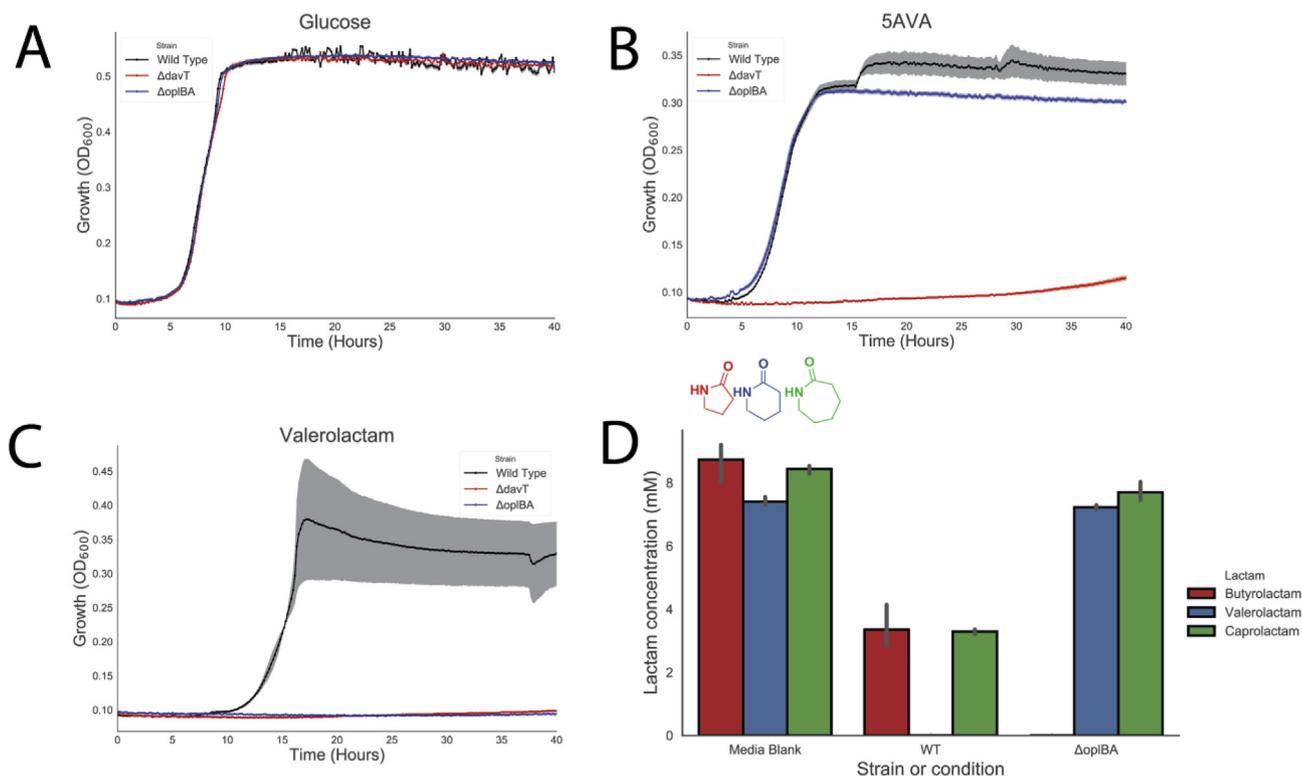 A
Glucose
Growth (OD600)
0.5
0.4
0.3
0.2
0.1
Strain
Wild Type
ΔdavT
ΔoplBA
0 5 10 15 20 25 30 35 40
Time (Hours)
B
5AVA
Growth (OD600)
0.35
0.30
0.25
0.20
0.15
0.10
Strain
Wild Type
ΔdavT
ΔoplBA
0 5 10 15 20 25 30 35 40
Time (Hours)
C
Valerolactam
Growth (OD600)
0.45
0.40
0.35
0.30
0.25
0.20
0.15
0.10
Strain
Wild Type
ΔdavT
ΔoplBA
0 5 10 15 20 25 30 35 40
Time (Hours)
D
O O O
HN HN HN
Lactam concentration (mM)
8
6
4
2
0
Media Blank WT ΔoplBA
Strain or condition
Lactam
Butyrolactam
Valerolactam
Caprolactam